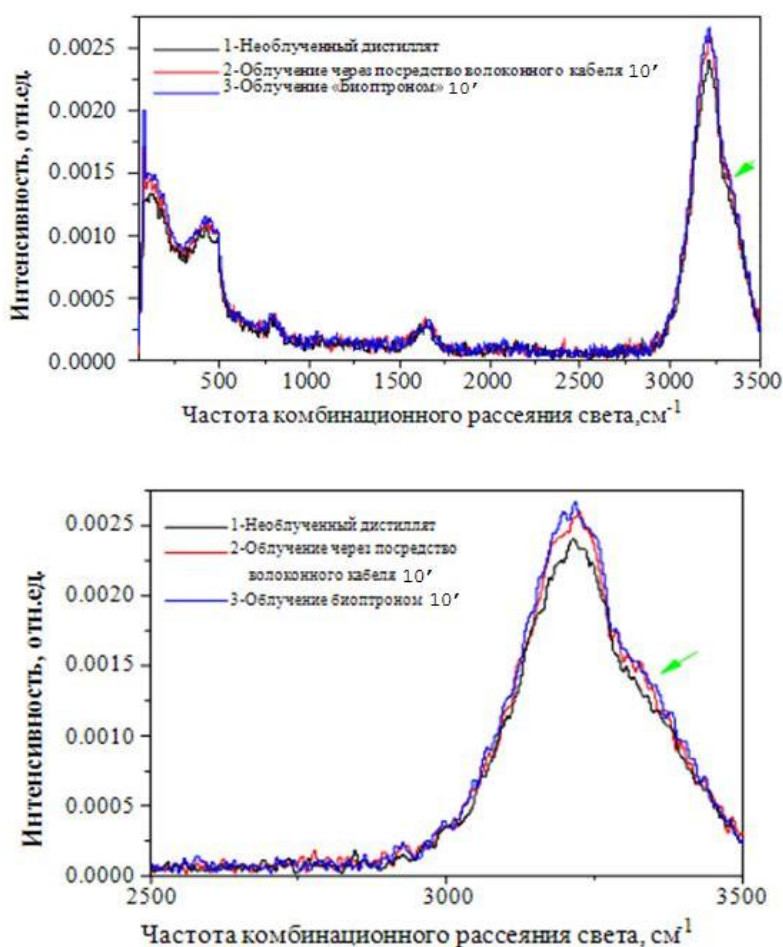 Интенсивность, отн.ед.
0.0025
0.0020
0.0015
0.0010
0.0005
0.0000
1-Необлученный дистиллят
2-Облучение через посредство волоконного кабеля 10′
3-Облучение «Биоптроном» 10′
500 1000 1500 2000 2500 3000 3500
Частота комбинационного рассеяния света,см-1
Интенсивность, отн.ед.
0.0025
0.0020
0.0015
0.0010
0.0005
0.0000
1-Необлученный дистиллят
2-Облучение через посредство
волоконного кабеля 10′
3-Облучение биоптроном 10′
2500 3000 3500
Частота комбинационного рассеяния света, см1